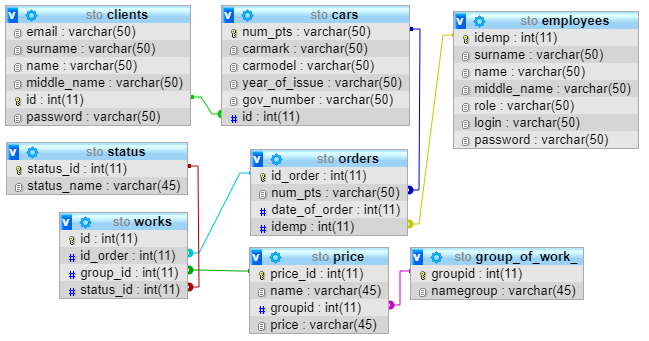 v sto clients
email : varchar(50)
surname : varchar(50)
name : varchar(50)
middle_name : varchar(50)
id : int(11)
password : varchar(50)
v sto cars
num_pts : varchar(50)
carmark : varchar(50)
carmodel : varchar(50)
year_of_issue : varchar(50)
gov_number : varchar(50)
# id : int(11)
v sto employees
idemp : int(11)
surname : varchar(50)
name : varchar(50)
middle_name : varchar(50)
role : varchar(50)
login : varchar(50)
password : varchar(50)
v sto status
status_id : int(11)
status_name : varchar(45)
v sto orders
id_order : int(11)
num_pts : varchar(50)
# date_of_order : int(11)
# idemp : int(11)
v sto works
id : int(11)
# id_order : int(11)
# group_id : int(11)
# status_id : int(11)
v sto price
price_id : int(11)
name : varchar(45)
# groupid : int(11)
price : varchar(45)
v sto group_of_work_
groupid : int(11)
namegroup : varchar(45)